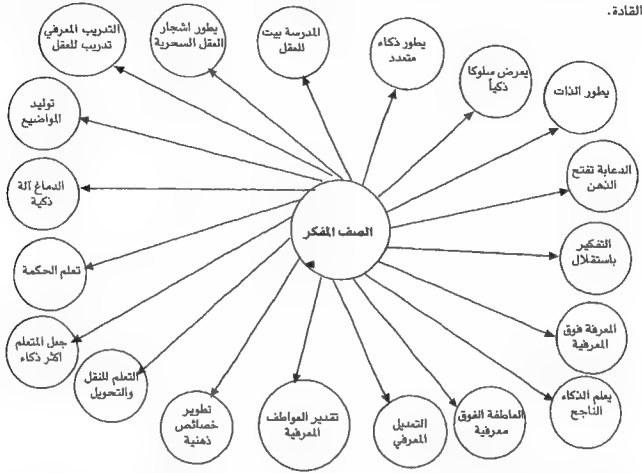 القادة.
المدرسة بيت
للعقل
يطور اشجار
العقل السحرية
التدريب المعرفي
تدريب للعقل
توليد
المواضيع
الدماغ آلة
ذكية
تعلم الحكمة
جعل المتعلم
اكثر ذكاء
التعلم للنقل
والتحويل
تطوير
خصائص
ذهنية
تقدير العواطف
المعرفية
التعديل
المعرفي
العاطفة الفوق
معرفية
يعلم الذكاء
الناجح
المعرفة فوق
المعرفية
التفكير
باستقلال
الدعابة تفتح
الذهن
يطور الذات
يعرض سلوكا
ذكياً
يطور ذكاء
متعدد
الصف المفكر